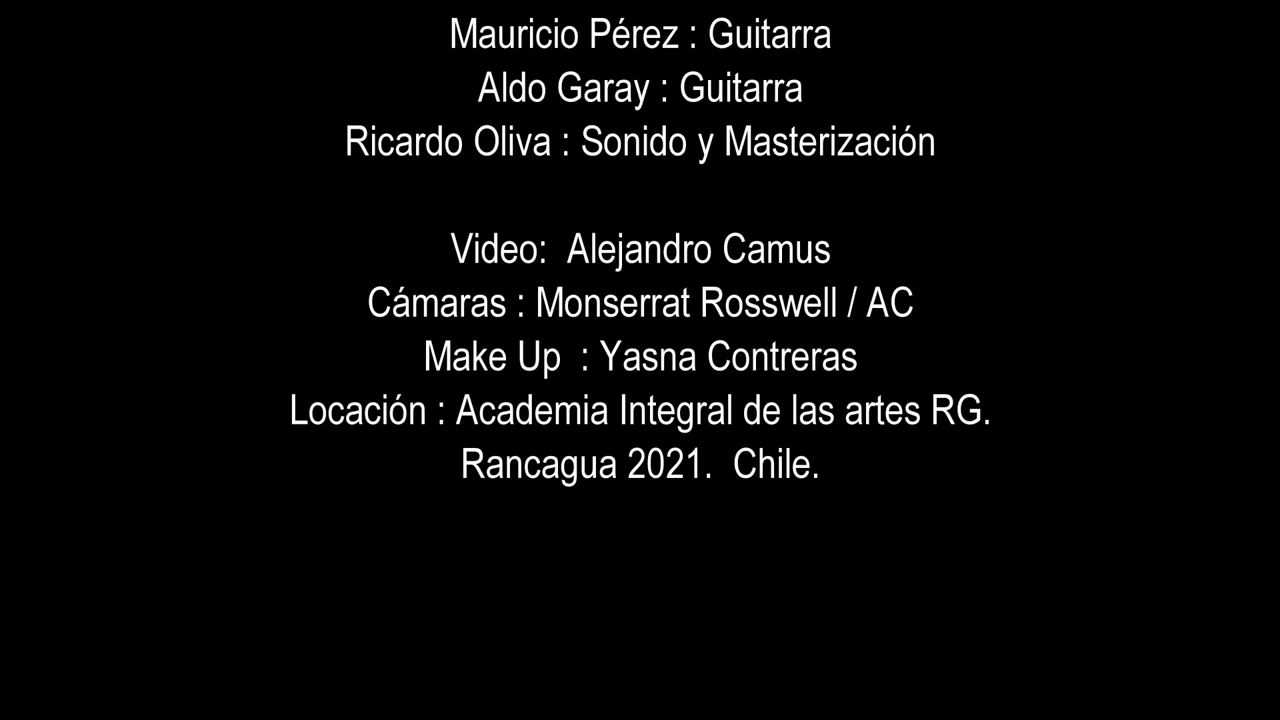 Mauricio Pérez : Guitarra
Aldo Garay : Guitarra
Ricardo Oliva : Sonido y Masterización
Video:  Alejandro Camus
Cámaras : Monserrat Rosswell / AC
Make Up  : Yasna Contreras
Locación : Academia Integral de las artes RG.
Rancagua 2021.  Chile.